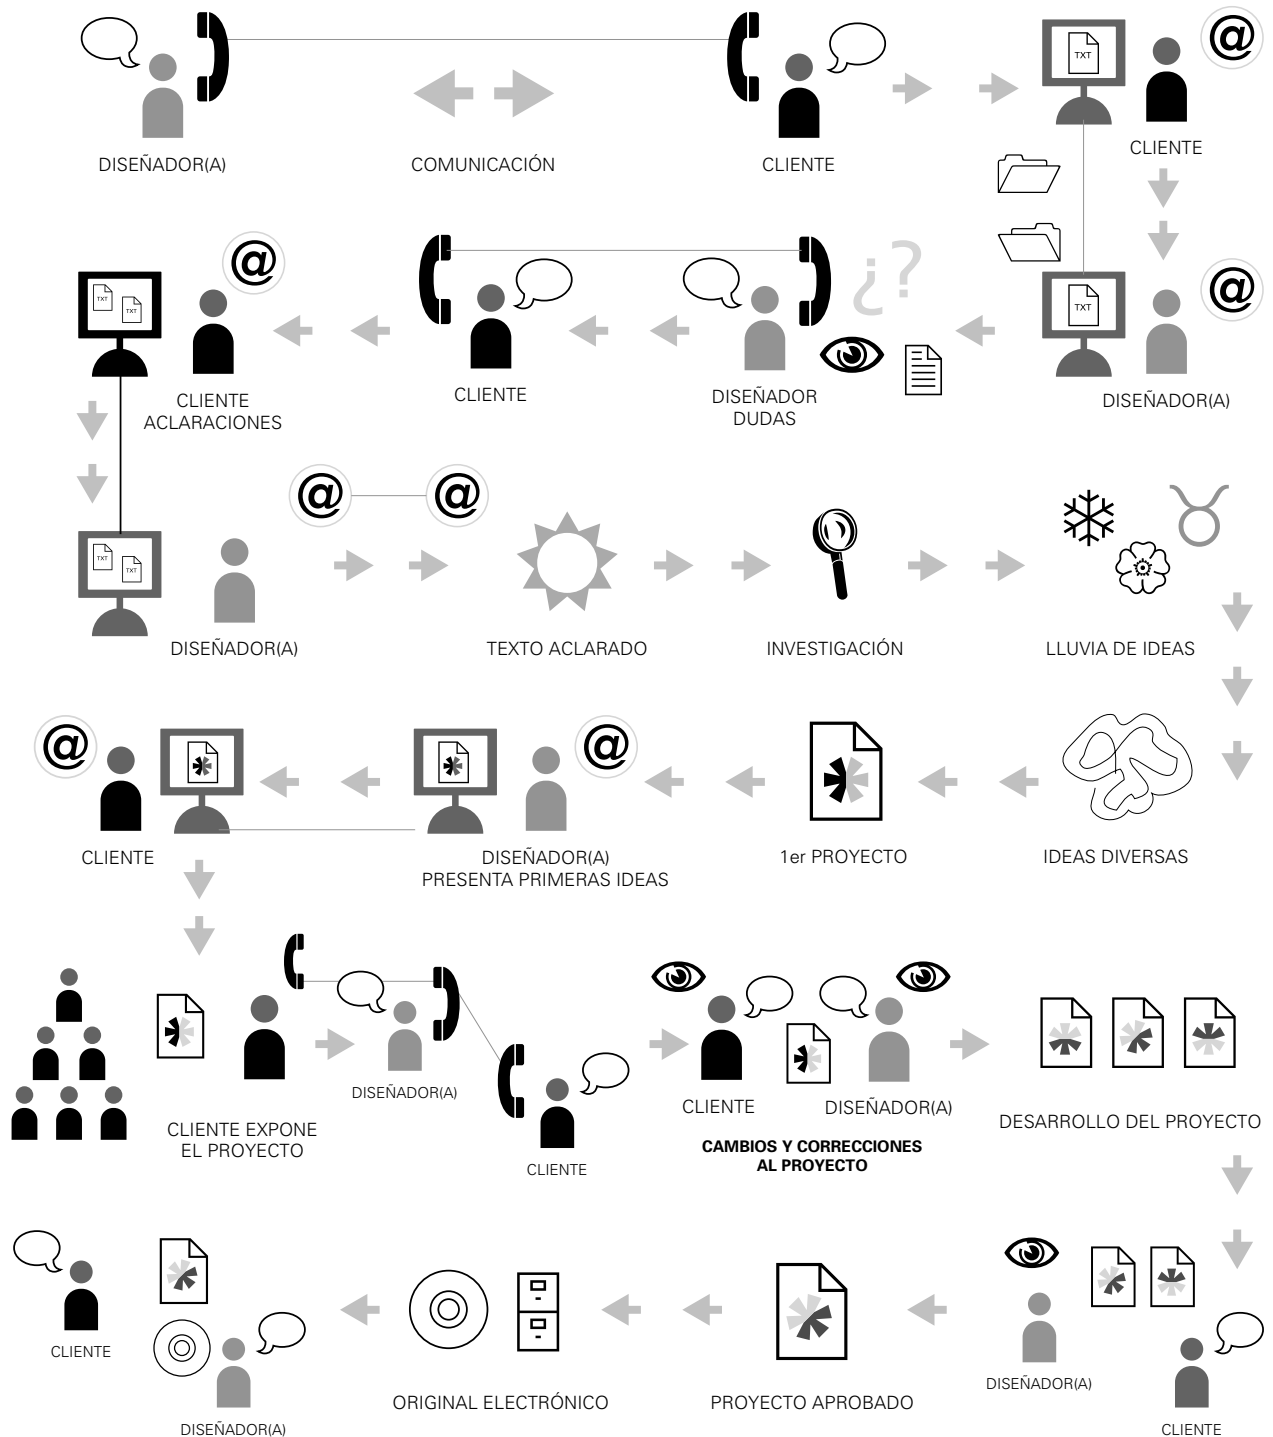 @
TXT
DISEÑADOR(A)
COMUNICACIÓN
CLIENTE
CLIENTE
@
¿?
@
TXT
TXT
TXT
CLIENTE
ACLARACIONES
CLIENTE
DISEÑADOR
DUDAS
DISEÑADOR(A)
@
@
TXT
TXT
DISEÑADOR(A)
TEXTO ACLARADO
INVESTIGACIÓN
LLUVIA DE IDEAS
@
@
CLIENTE
DISEÑADOR(A)
PRESENTA PRIMERAS IDEAS
1er PROYECTO
IDEAS DIVERSAS
CLIENTE EXPONE
EL PROYECTO
DISEÑADOR(A)
CLIENTE
CLIENTE
DISEÑADOR(A)
CAMBIOS Y CORRECCIONES
AL PROYECTO
DESARROLLO DEL PROYECTO
CLIENTE
DISEÑADOR(A)
ORIGINAL ELECTRÓNICO
PROYECTO APROBADO
DISEÑADOR(A)
CLIENTE